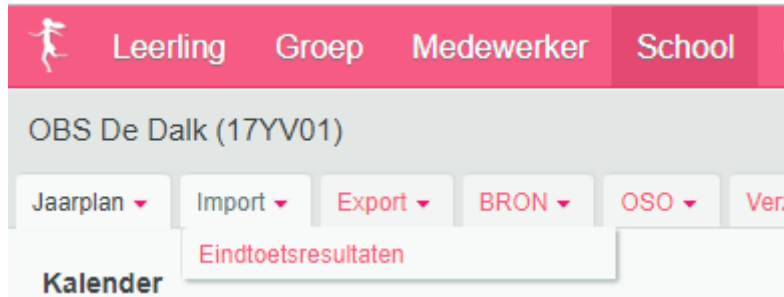 Leerling Groep Medewerker School
OBS De Dalk (17YV01)
Jaarplan Import Export BRON OSO
Eindtoetsresultaten
Kalender